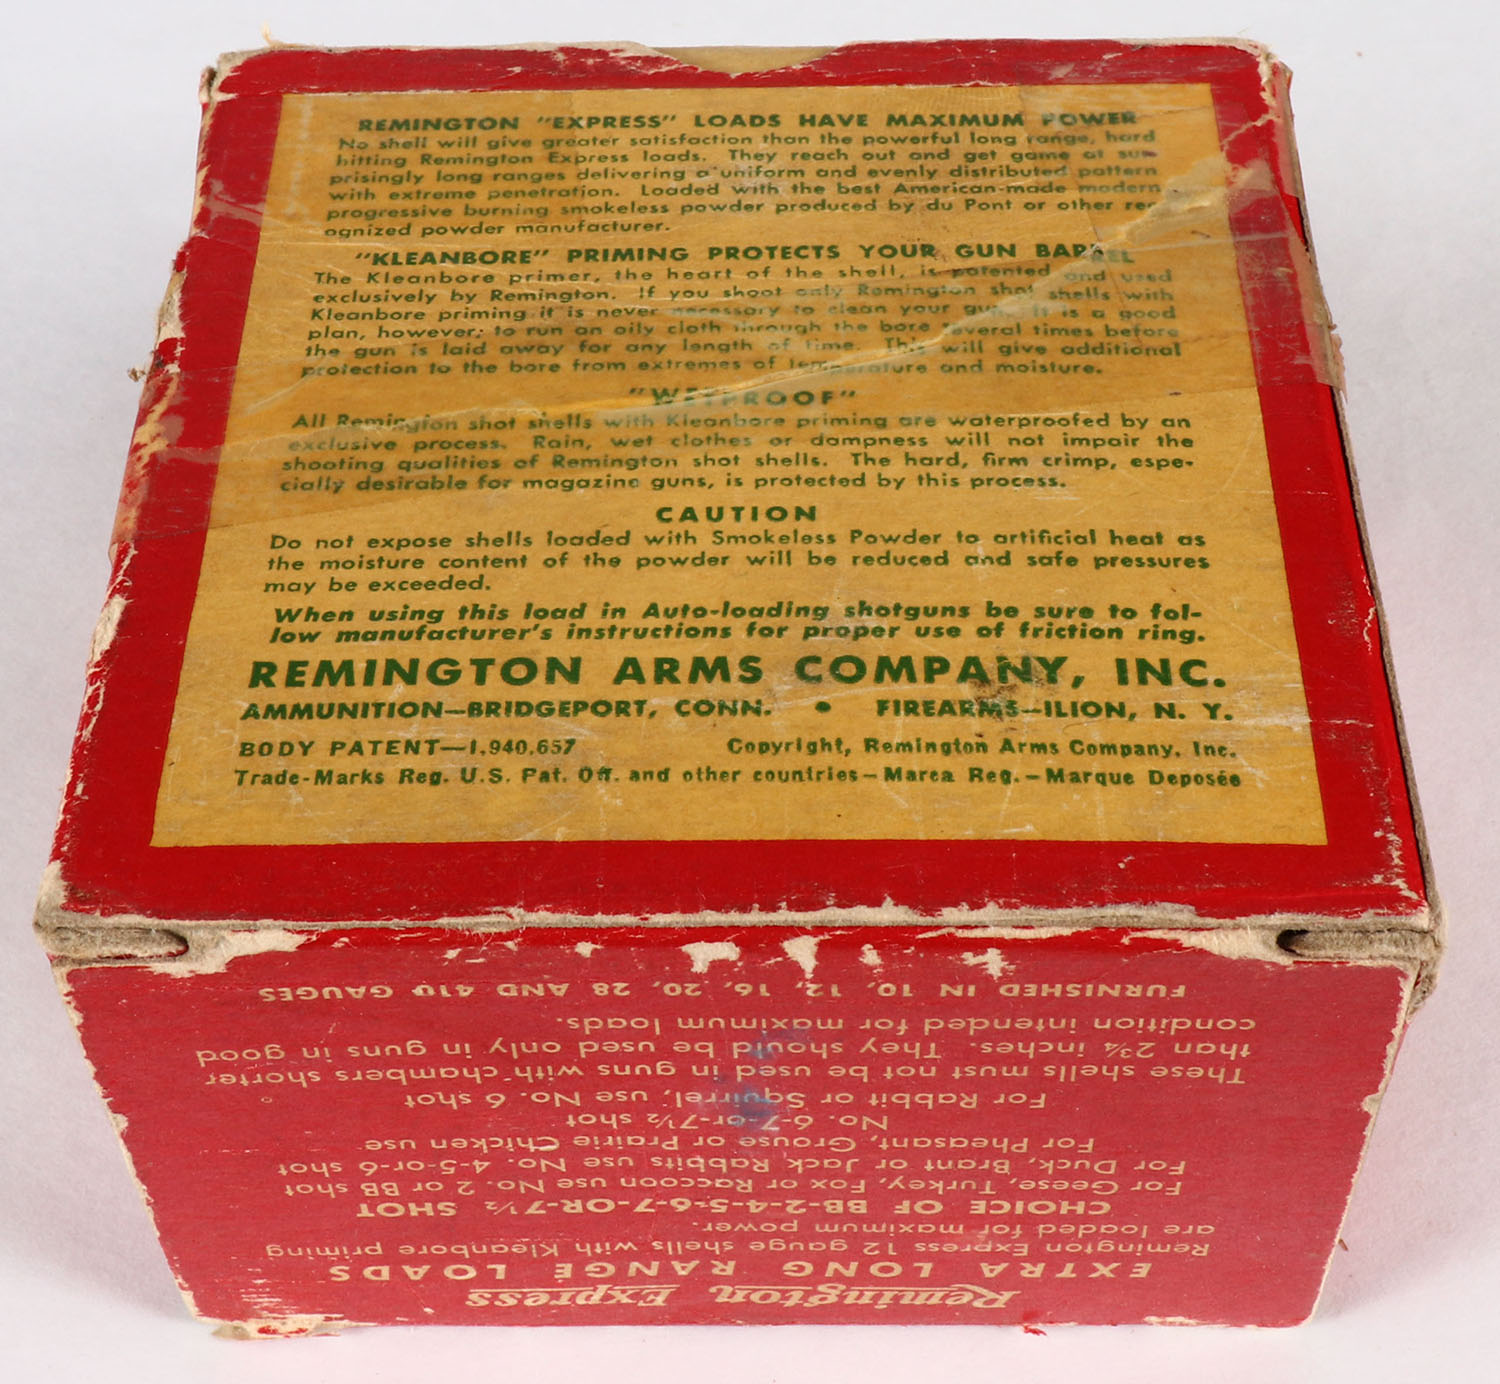 REMINGTON "EXPRESS" LOADS HAVE MAXIMUM POWER
No shell will give greater satisfaction than the powerful long range, hard
hitting Remington Express loads. They reach out and get game at sur-
prisingly long ranges delivering a uniform and evenly distributed pattern
with extreme penetration. Loaded with the best American-made modern
progressive burning smokeless powder produced by du Pont or other rec-
ognized powder manufacturer.
"KLEANBORE" PRIMING PROTECTS YOUR GUN BARREL
The Kleanbore primer, the heart of the shell, is patented and used
exclusively by Remington. If you shoot only Remington shot shells with
Kleanbore priming it is never necessary to clean your gun. It is a good
plan, however, to run an oily cloth through the bore several times before
the gun is laid away for any length of time. This will give additional
protection to the bore from extremes of temperature and moisture.
"WETPROOF"
All Remington shot shells with Kleanbore priming are waterproofed by an
exclusive process. Rain, wet clothes or dampness will not impair the
shooting qualities of Remington shot shells. The hard, firm crimp, espe-
cially desirable for magazine guns, is protected by this process.
CAUTION
Do not expose shells loaded with Smokeless Powder to artificial heat as
the moisture content of the powder will be reduced and safe pressures
may be exceeded.
When using this load in Auto-loading shotguns be sure to fol-
low manufacturer's instructions for proper use of friction ring.
REMINGTON ARMS COMPANY, INC.
AMMUNITION—BRIDGEPORT, CONN. • FIREARMS—ILION, N. Y.
BODY PATENT—1,940,657 Copyright, Remington Arms Company, Inc.
Trade-Marks Reg. U.S. Pat. Off. and other countries—Marca Reg.—Marque Deposée
Remington Express
EXTRA LONG RANGE LOADS
Remington Express 12 gauge shells with Kleanbore priming
are loaded for maximum power.
CHOICE OF BB-2-4-5-6-7-OR-7½ SHOT
For Geese, Turkey, Fox or Raccoon use No. 2 or BB shot
For Duck, Brant or Jack Rabbits use No. 4-5-or-6 shot
For Pheasant, Grouse or Prairie Chicken use
No. 6-7-or-7½ shot
For Rabbit or Squirrel, use No. 6 shot
These shells must not be used in guns with chambers shorter
than 2¾ inches. They should be used only in guns in good
condition intended for maximum loads.
FURNISHED IN 10, 12, 16, 20, 28 AND 410 GAUGES